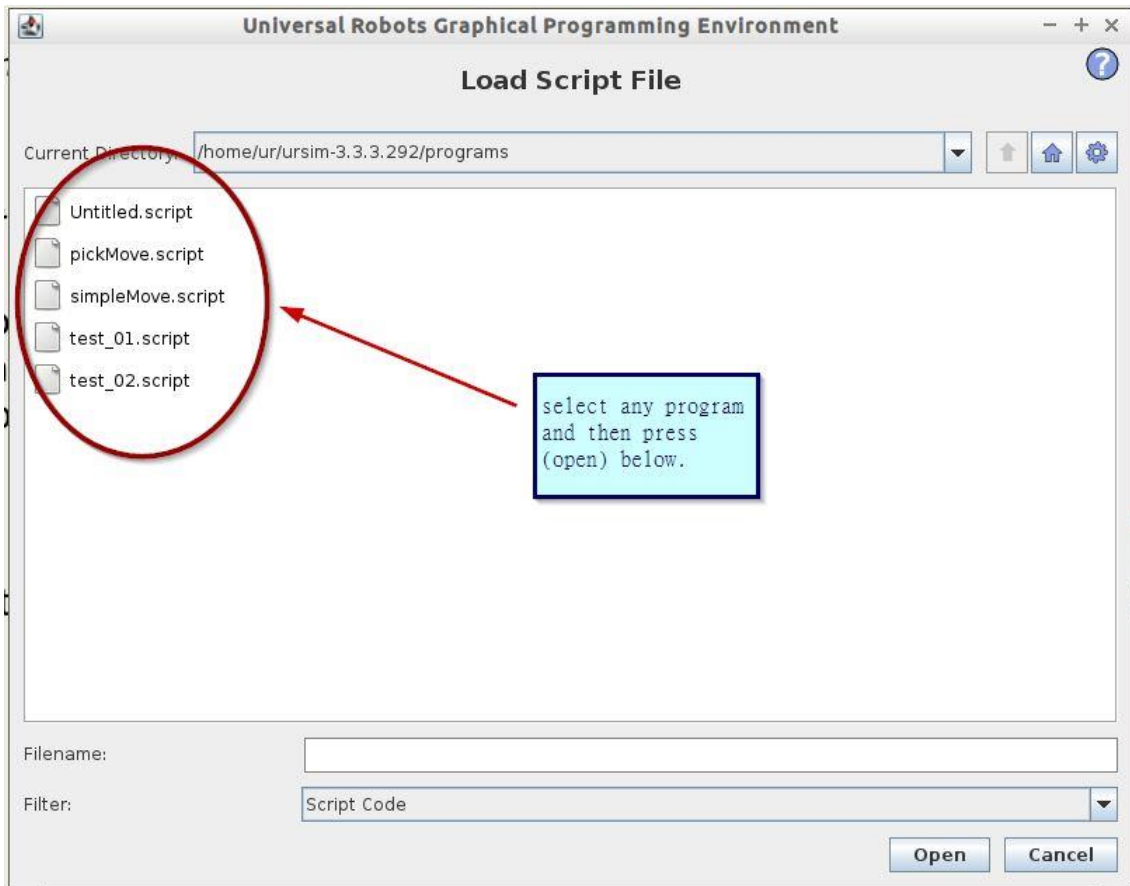 Universal Robots Graphical Programming Environment
Load Script File
Current Directory: /home/ur/ursim-3.3.3.292/programs
Untitled.script
pickMove.script
simpleMove.script
test_01.script
test_02.script
select any program
and then press
(open) below.
Filename:
Filter: Script Code
Open Cancel